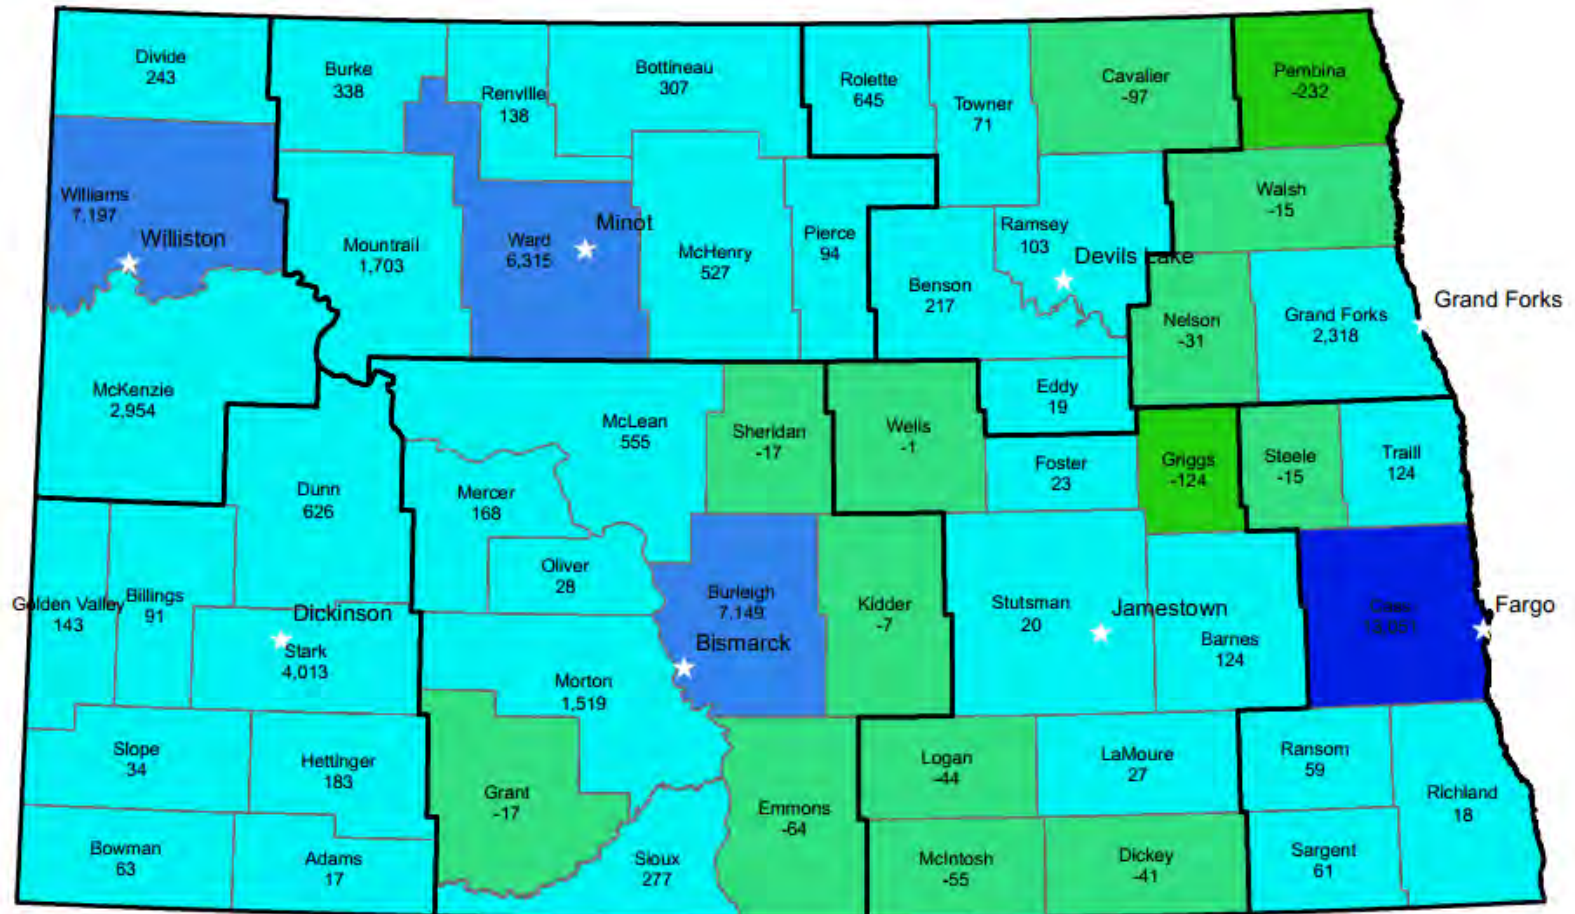 Divide
243
Burke
338
Renville
138
Bottineau
307
Rolette
645
Towner
71
Cavalier
-97
Pembina
-232
Williams
7,197
Williston
Mountrail
1,703
Ward
6,315
Minot
McHenry
527
Pierce
94
Benson
217
Ramsey
103
Devils Lake
Walsh
-15
Nelson
-31
Grand Forks
2,318
Grand Forks
McKenzie
2,954
McLean
555
Sheridan
-17
Wells
-1
Eddy
19
Foster
23
Griggs
-124
Steele
-15
Traill
124
Dunn
626
Mercer
168
Oliver
28
Golden Valley
143
Billings
91
Dickinson
Stark
4,013
Burleigh
7,149
Bismarck
Kidder
-7
Stutsman
20
Jamestown
Barnes
124
Cass
Fargo
Morton
1,519
Slope
34
Hettinger
183
Grant
-17
Emmons
-64
Logan
-44
LaMoure
27
Ransom
59
Richland
18
Bowman
63
Adams
17
Sioux
277
McIntosh
-55
Dickey
-41
Sargent
61